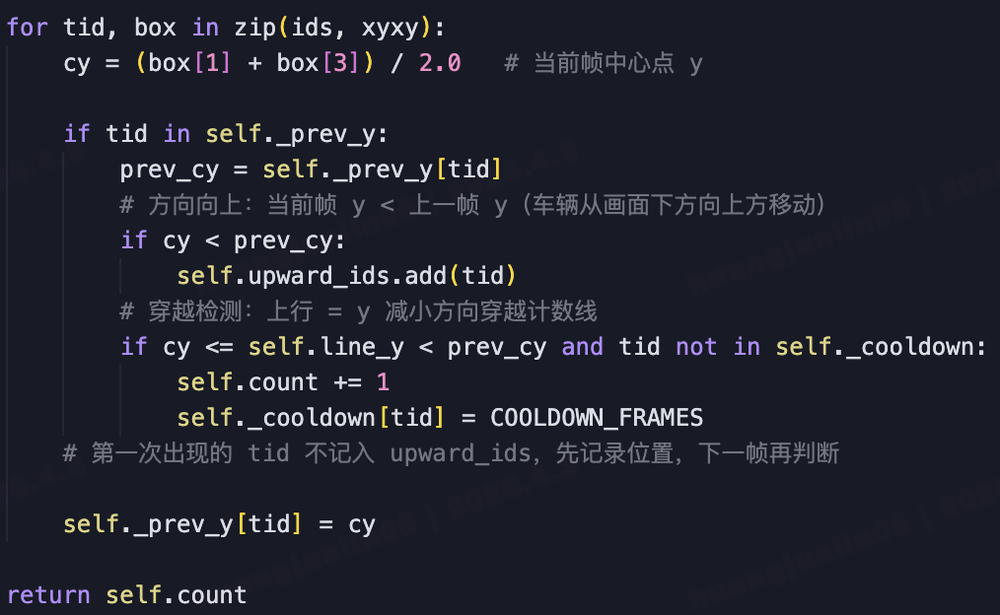 for tid, box in zip(ids, xyxy):
    cy = (box[1] + box[3]) / 2.0   # 当前帧中心点 y

    if tid in self._prev_y:
        prev_cy = self._prev_y[tid]
        # 方向向上：当前帧 y < 上一帧 y（车辆从画面下方向上方移动）
        if cy < prev_cy:
            self.upward_ids.add(tid)
        # 穿越检测：上行 = y 减小方向穿越计数线
        if cy <= self.line_y < prev_cy and tid not in self._cooldown:
            self.count += 1
            self._cooldown[tid] = COOLDOWN_FRAMES
    # 第一次出现的 tid 不记入 upward_ids，先记录位置，下一帧再判断

    self._prev_y[tid] = cy

return self.count